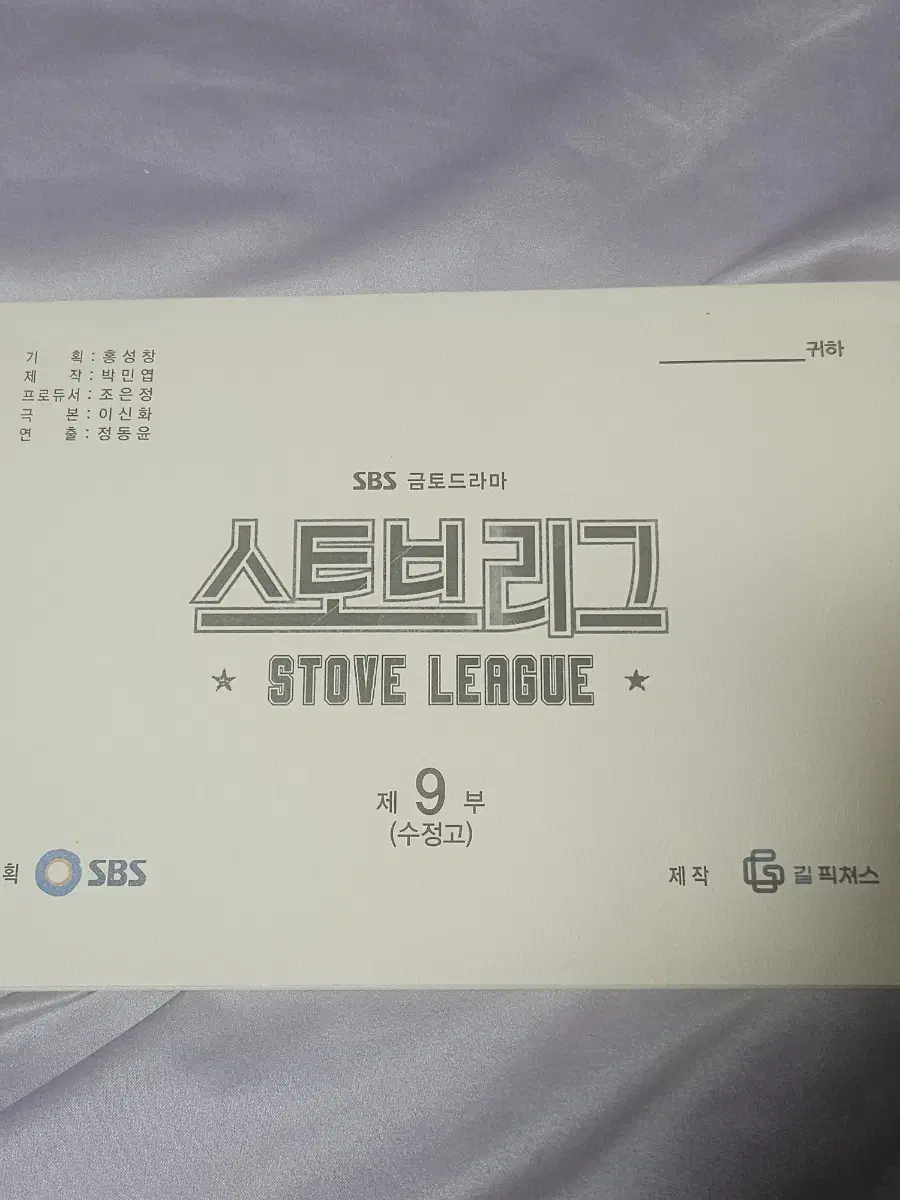 기 획 : 홍성창
제 작 : 박민엽
프로듀서 : 조은정
극 본 : 이신화
연 출 : 정동윤
귀하
SBS 금토드라마
스토브리그
STOVE LEAGUE
제 9 부
(수정고)
획 SBS
제작 길픽쳐스